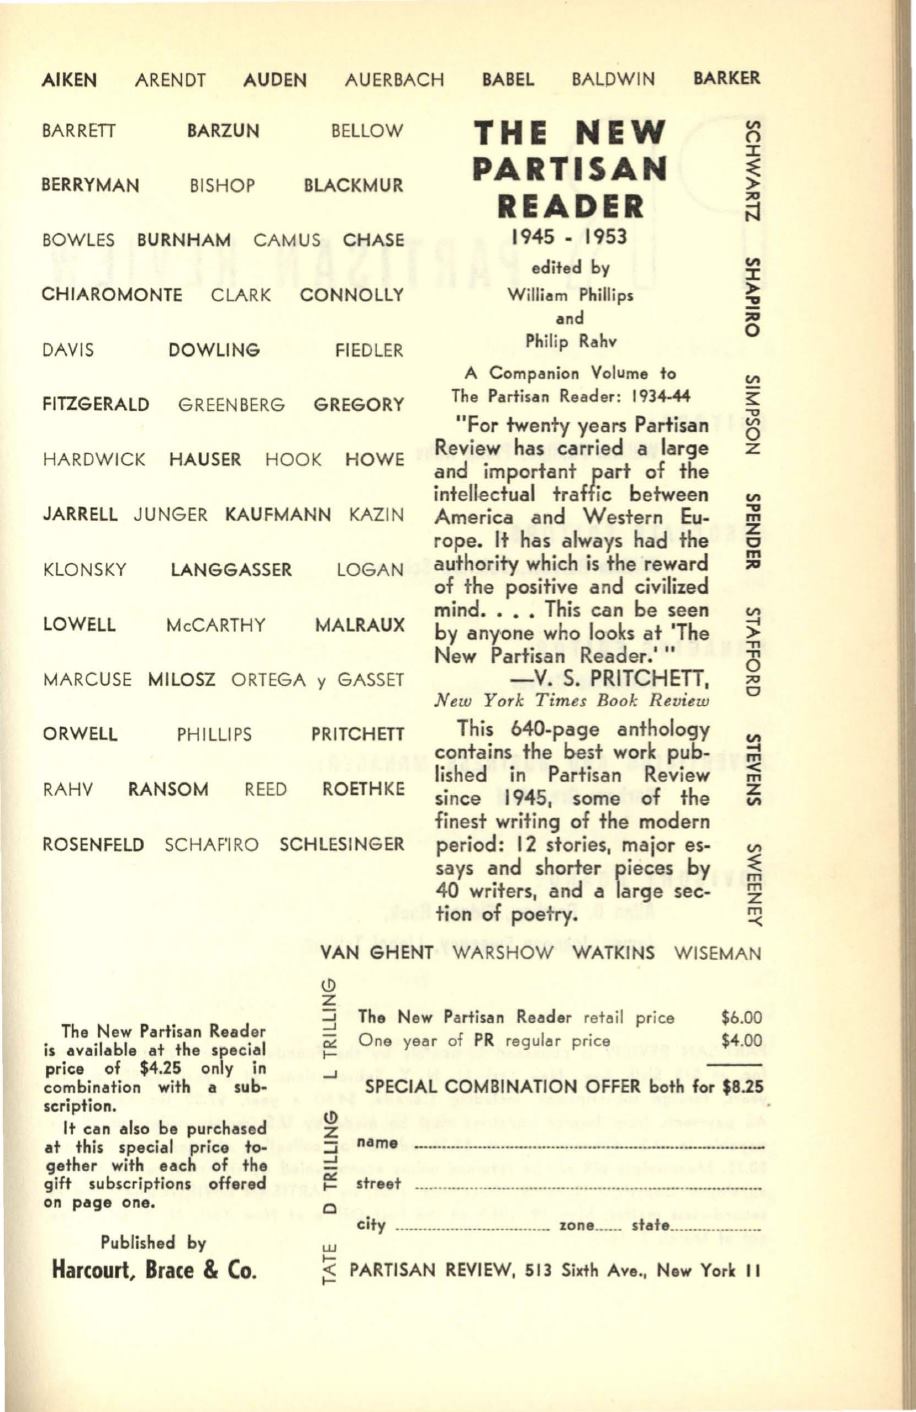 AIKEN ARENDT AUDEN AUERBACH BABEL BALDWIN BARKER
BARRETT BARZUN BELLOW
BERRYMAN BISHOP BLACKMUR
BOWLES BURNHAM CAMUS CHASE
CHIAROMONTE CLARK CONNOLLY
DAVIS DOWLING FIEDLER
FITZGERALD GREENBERG GREGORY
HARDWICK HAUSER HOOK HOWE
JARRELL JUNGER KAUFMANN KAZIN
KLONSKY LANGGASSER LOGAN
LOWELL McCARTHY MALRAUX
MARCUSE MILOSZ ORTEGA y GASSET
ORWELL PHILLIPS PRITCHETT
RAHV RANSOM REED ROETHKE
ROSENFELD SCHAF'IRO SCHLESINGER
THE NEW
PARTISAN
READER
1945 - 1953
edited by
William Phillips
and
Philip Rahv
A Companion Volume to
The Partisan Reader: 1934-44
"For twenty years Partisan
Review has carried a large
and important part of the
intellectual traffic between
America and Western Eu-
rope. It has always had the
authority which is the reward
of the positive and civilized
mind. . . . This can be seen
by anyone who looks at 'The
New Partisan Reader.' "
—V. S. PRITCHETT,
New York Times Book Review
This 640-page anthology
contains the best work pub-
lished in Partisan Review
since 1945, some of the
finest writing of the modern
period: 12 stories, major es-
says and shorter pieces by
40 writers, and a large sec-
tion of poetry.
SCHWARTZ SHAPIRO SIMPSON SPENDER STAFFORD STEVENS SWEENEY
VAN GHENT WARSHOW WATKINS WISEMAN
TATE D TRILLING L TRILLING
The New Partisan Reader
is available at the special
price of $4.25 only in
combination with a sub-
scription.
It can also be purchased
at this special price to-
gether with each of the
gift subscriptions offered
on page one.
Published by
Harcourt, Brace & Co.
The New Partisan Reader retail price $6.00
One year of PR regular price $4.00
SPECIAL COMBINATION OFFER both for $8.25
name
street
city zone state
PARTISAN REVIEW, 513 Sixth Ave., New York 11